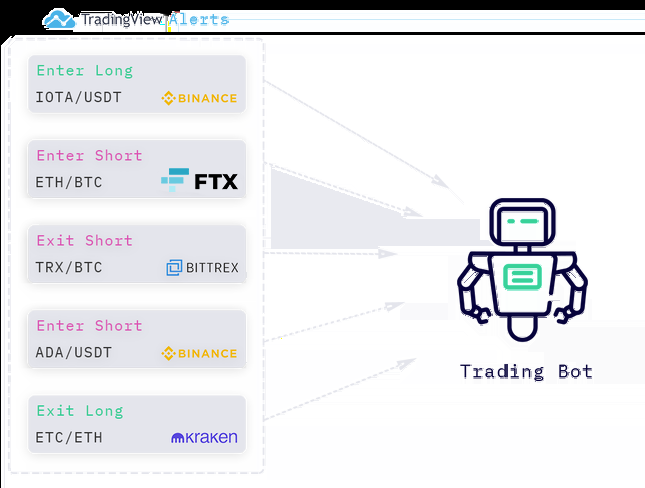 TradingView Alerts
Enter Long
IOTA/USDT BINANCE
Enter Short
ETH/BTC FTX
Exit Short
TRX/BTC BITTREX
Enter Short
ADA/USDT BINANCE
Exit Long
ETC/ETH mKraken
Trading Bot